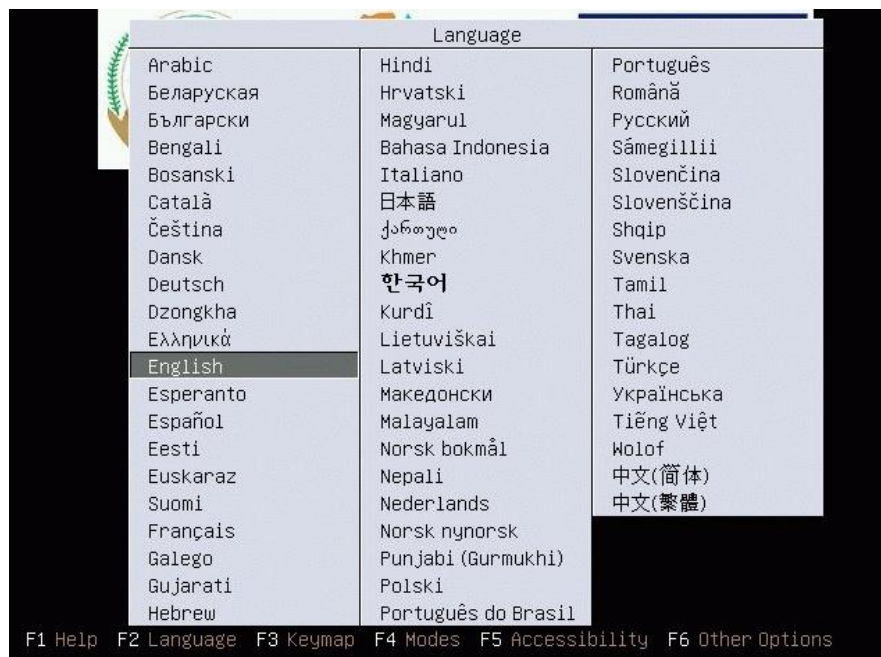 Language
Arabic
Беларуская
Български
Bengali
Bosanski
Català
Čeština
Dansk
Deutsch
Dzongkha
Ελληνικά
English
Esperanto
Español
Eesti
Euskaraz
Suomi
Français
Galego
Gujarati
Hebrew
Hindi
Hrvatski
Magyarul
Bahasa Indonesia
Italiano
日本語
ქართული
Khmer
한국어
Kurdî
Lietuviškai
Latviski
Македонски
Malayalam
Norsk bokmål
Nepali
Nederlands
Norsk nynorsk
Punjabi (Gurmukhi)
Polski
Português do Brasil
Português
Română
Русский
Sámegillii
Slovenčina
Slovenščina
Shqip
Svenska
Tamil
Thai
Tagalog
Türkçe
Українська
Tiếng Việt
Wolof
中文(简体)
中文(繁體)
F1 Help F2 Language F3 Keymap F4 Modes F5 Accessibility F6 Other Options